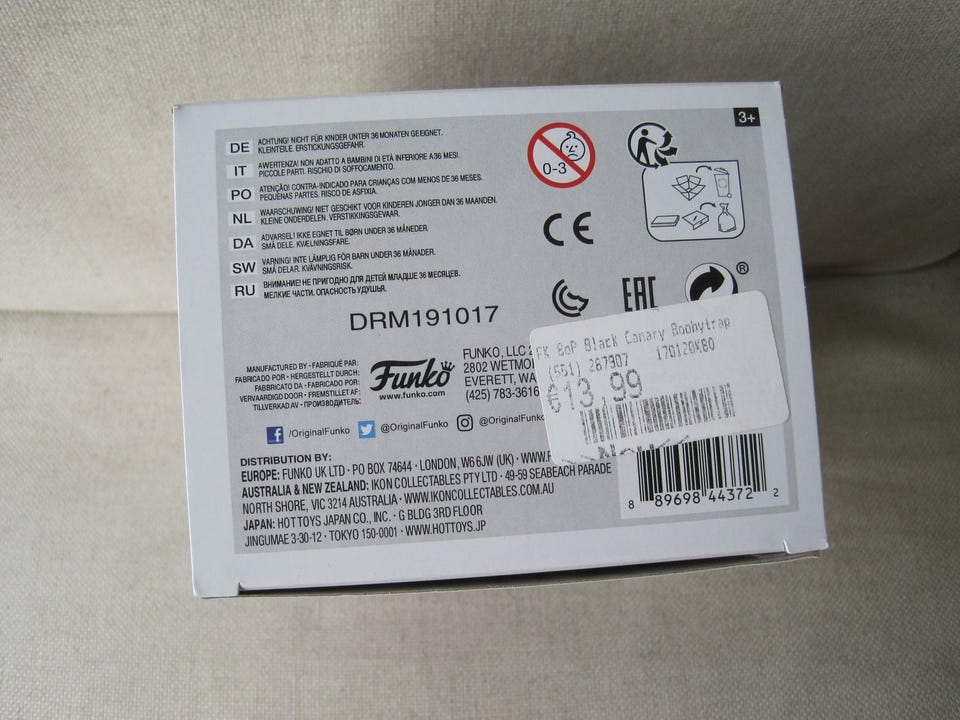 3+
DE ACHTUNG! NICHT FÜR KINDER UNTER 36 MONATEN GEEIGNET.
KLEINTEILE. ERSTICKUNGSGEFAHR.
IT AWERTENZA! NON ADATTO A BAMBINI DI ETÀ INFERIORE A 36 MESI.
PICCOLE PARTI. RISCHIO DI SOFFOCAMENTO.
PO ATENÇÃO! CONTRA-INDICADO PARA CRIANÇAS COM MENOS DE 36 MESES.
PEQUENAS PARTES. RISCO DE ASFIXIA.
NL WAARSCHUWING! NIET GESCHIKT VOOR KINDEREN JONGER DAN 36 MAANDEN.
KLEINE ONDERDELEN. VERSTIKKINGSGEVAAR.
DA ADVARSEL! IKKE EGNET TIL BØRN UNDER 36 MÅNEDER.
SMÅ DELE. KVÆLNINGSFARE.
SW VARNING! INTE LÄMPLIG FÖR BARN UNDER 36 MÅNADER.
SMÅ DELAR. KVÄVNINGSRISK.
RU ВНИМАНИЕ! НЕ ПРИГОДНО ДЛЯ ДЕТЕЙ МЛАДШЕ 36 МЕСЯЦЕВ.
МЕЛКИЕ ЧАСТИ. ОПАСНОСТЬ УДУШЬЯ.
0-3
CE
EAC
®
DRM191017
MANUFACTURED BY • FABRIQUÉ PAR:
FABRICADO POR • HERGESTELLT DURCH:
FABRICATO DA • FABRICADO POR:
VERVAARDIGD DOOR • FREMSTILLET AF:
TILLVERKAD AV • ПРОИЗВОДИТЕЛЬ:
Funko
www.funko.com
FUNKO, LLC
2802 WETMO
EVERETT, WA
(425) 783-3616
FK BoP Black Canary Boobytrap
(551) 287907 170120KBO
€13,99
/OriginalFunko @OriginalFunko @OriginalFunko
DISTRIBUTION BY:
EUROPE: FUNKO UK LTD • PO BOX 74644 • LONDON, W6 6JW (UK) • WWW.F
AUSTRALIA & NEW ZEALAND: IKON COLLECTABLES PTY LTD • 49-59 SEABEACH PARADE
NORTH SHORE, VIC 3214 AUSTRALIA • WWW.IKONCOLLECTABLES.COM.AU
JAPAN: HOT TOYS JAPAN CO., INC. • G BLDG 3RD FLOOR
JINGUMAE 3-30-12 • TOKYO 150-0001 • WWW.HOTTOYS.JP
8 89698 44372 2